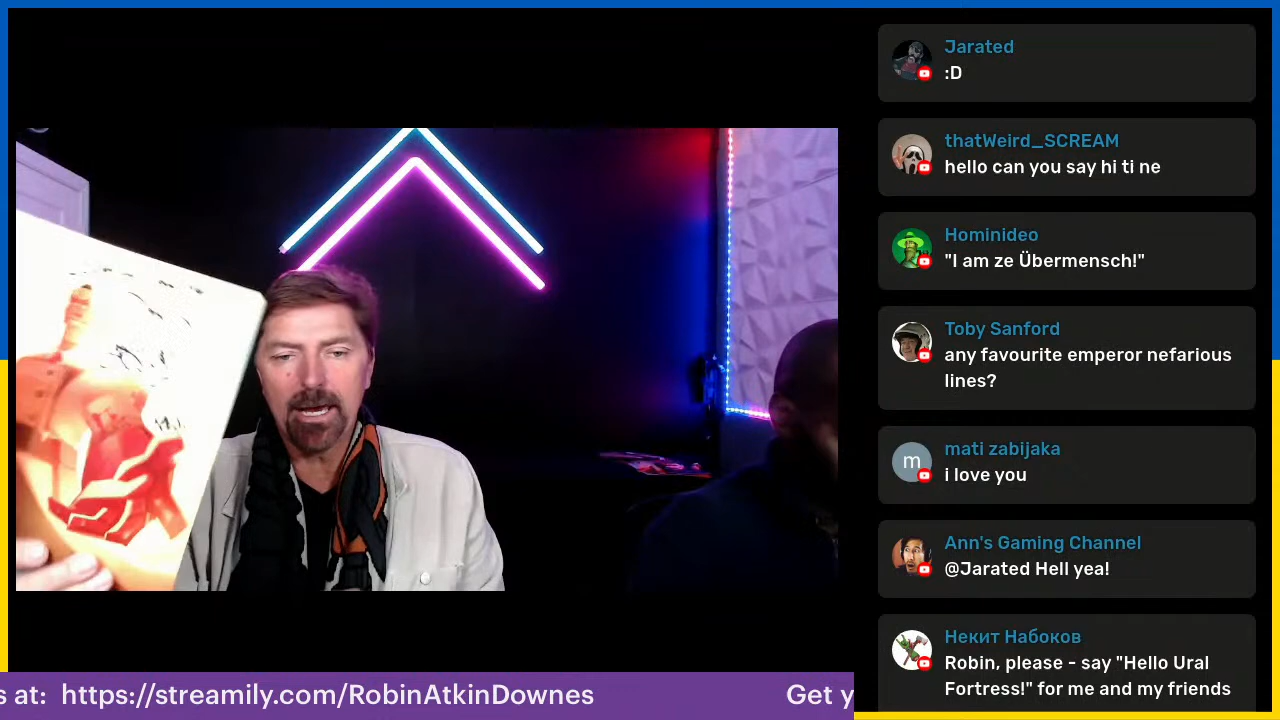 Jarated
:D
thatWeird_SCREAM
hello can you say hi ti ne
Hominideo
"I am ze Übermensch!"
Toby Sanford
any favourite emperor nefarious
lines?
mati zabijaka
m
i love you
Ann's Gaming Channel
@Jarated Hell yea!
Некит Набоков
Robin, please - say "Hello Ural
Fortress!" for me and my friends
s at: https://streamily.com/RobinAtkinDownes
Get y